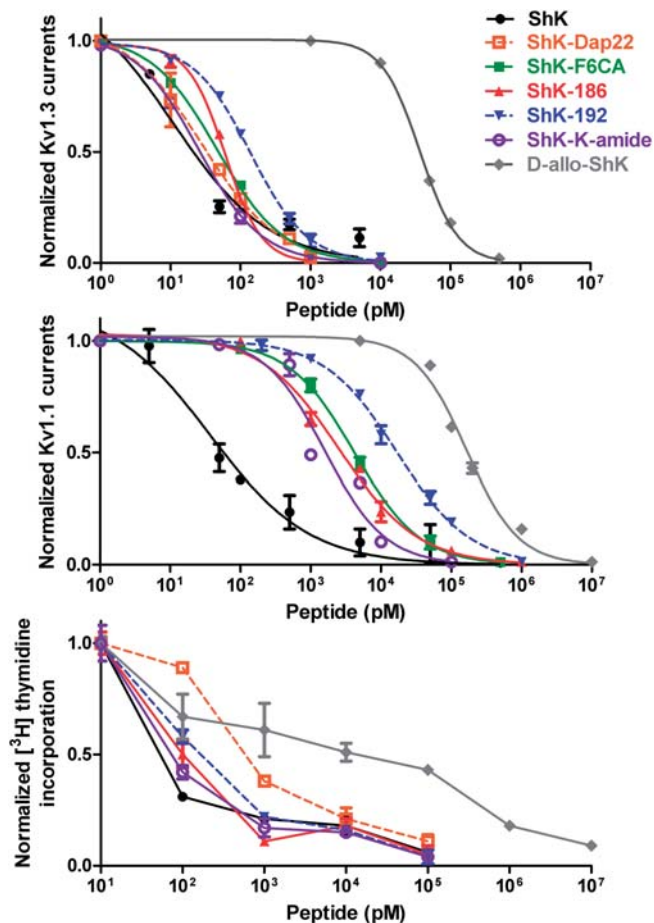 ShK
ShK-Dap22
ShK-F6CA
ShK-186
ShK-192
ShK-K-amide
D-allo-ShK
Normalized Kv1.3 currents
1.0
0.5
0.0
10⁰ 10¹ 10² 10³ 10⁴ 10⁵ 10⁶ 10⁷
Peptide (pM)
Normalized Kv1.1 currents
1.0
0.5
0.0
10⁰ 10¹ 10² 10³ 10⁴ 10⁵ 10⁶ 10⁷
Peptide (pM)
Normalized [³H] thymidine
incorporation
1.0
0.5
0.0
10¹ 10² 10³ 10⁴ 10⁵ 10⁶ 10⁷
Peptide (pM)